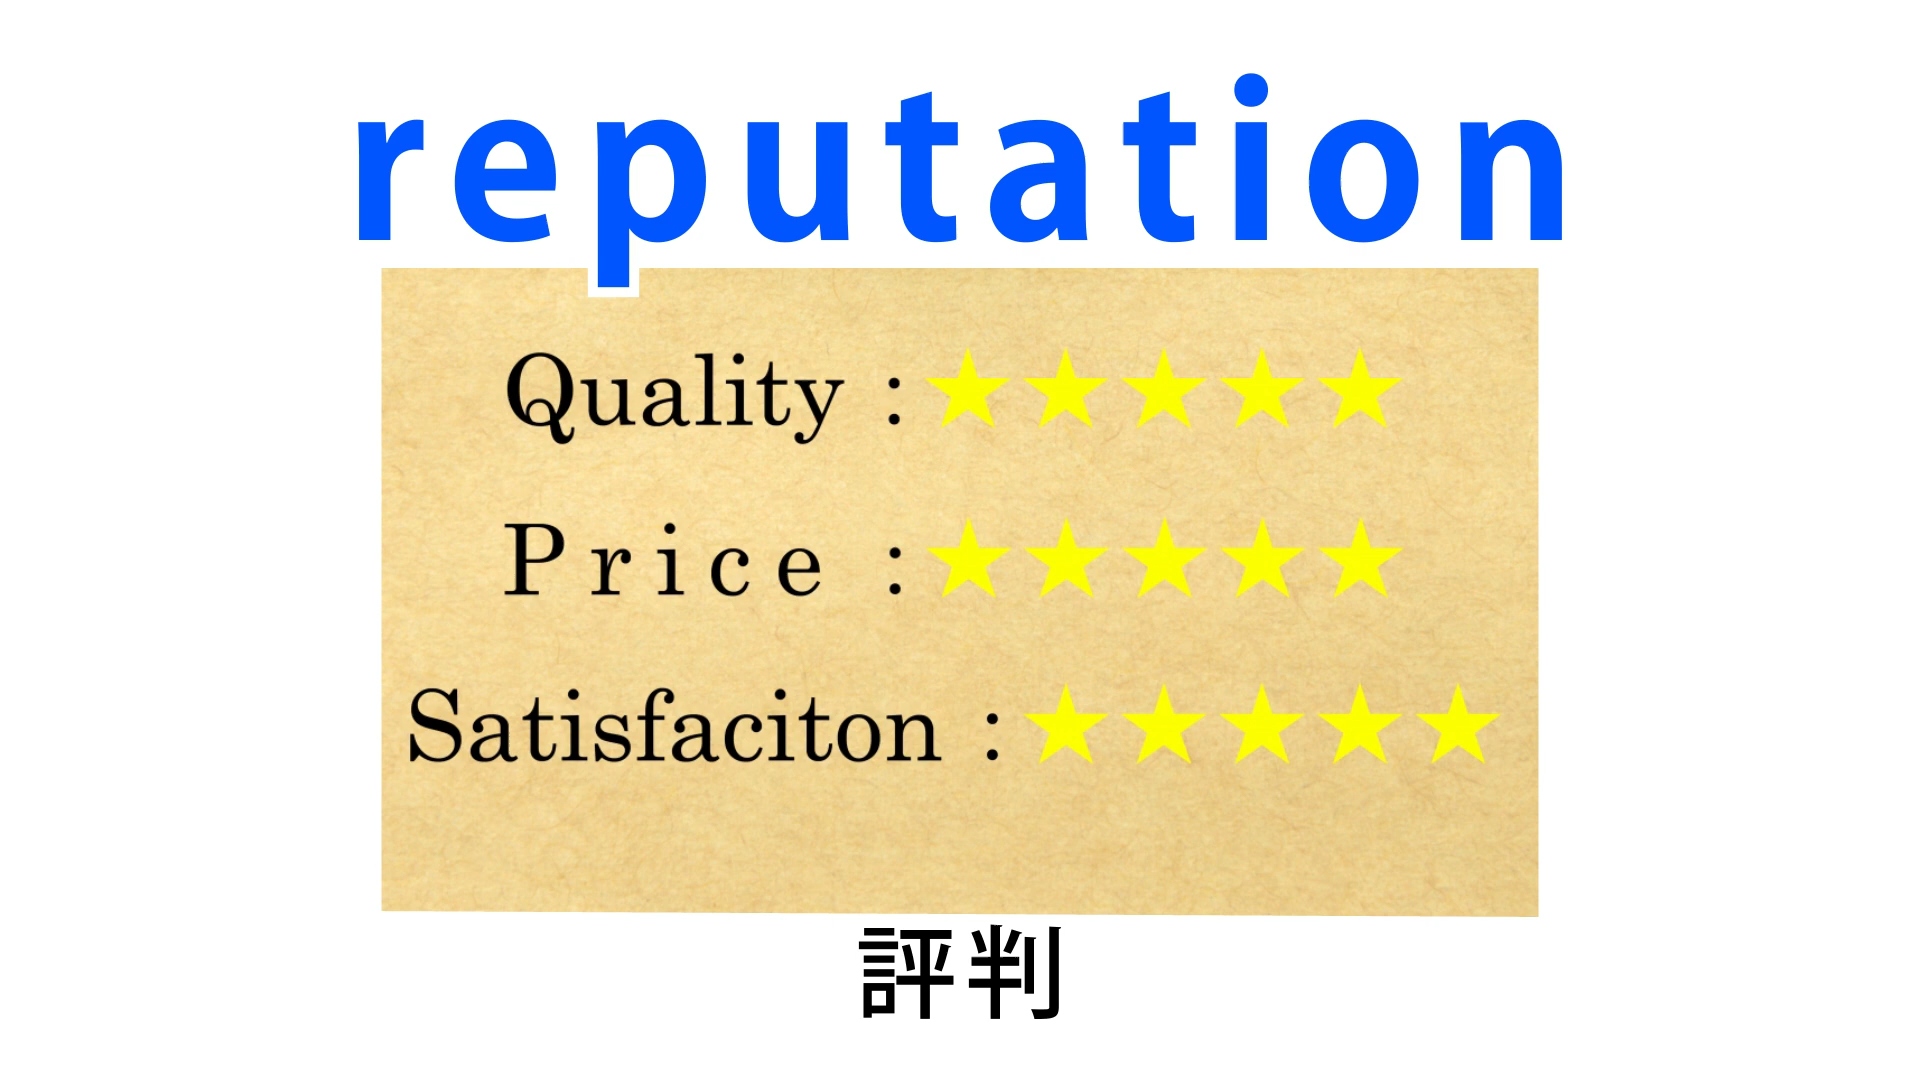 reputation
Quality :★★★★★
Price :★★★★★
Satisfaciton :★★★★★
評判